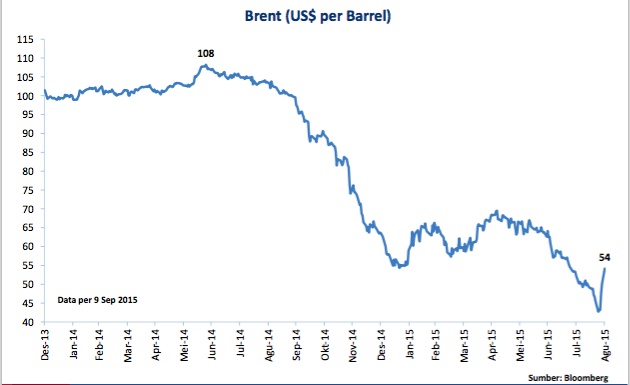 Brent (US$ per Barrel)
115
110
105
100
95
90
85
80
75
70
65
60
55
50
45
40
108
54
Data per 9 Sep 2015
Des-13
Jan-14
Feb-14
Mar-14
Apr-14
Mei-14
Jun-14
Jul-14
Agu-14
Sep-14
Okt-14
Nov-14
Des-14
Jan-15
Feb-15
Mar-15
Apr-15
Mei-15
Jun-15
Jul-15
Agu-15
Sumber: Bloomberg